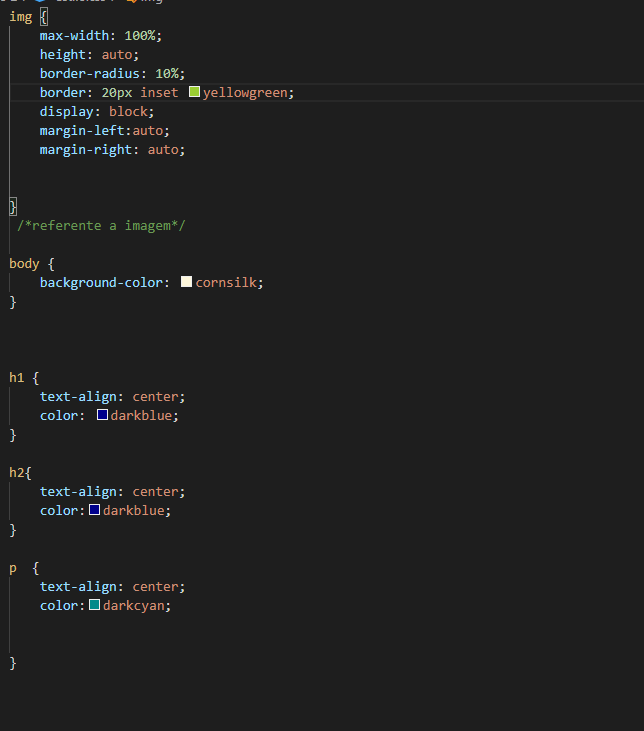 img {
max-width: 100%;
height: auto;
border-radius: 10%;
border: 20px inset yellowgreen;
display: block;
margin-left:auto;
margin-right: auto;
}
/*referente a imagem*/
body {
background-color: cornsilk;
}
h1 {
text-align: center;
color: darkblue;
}
h2{
text-align: center;
color:darkblue;
}
p  {
text-align: center;
color:darkcyan;
}